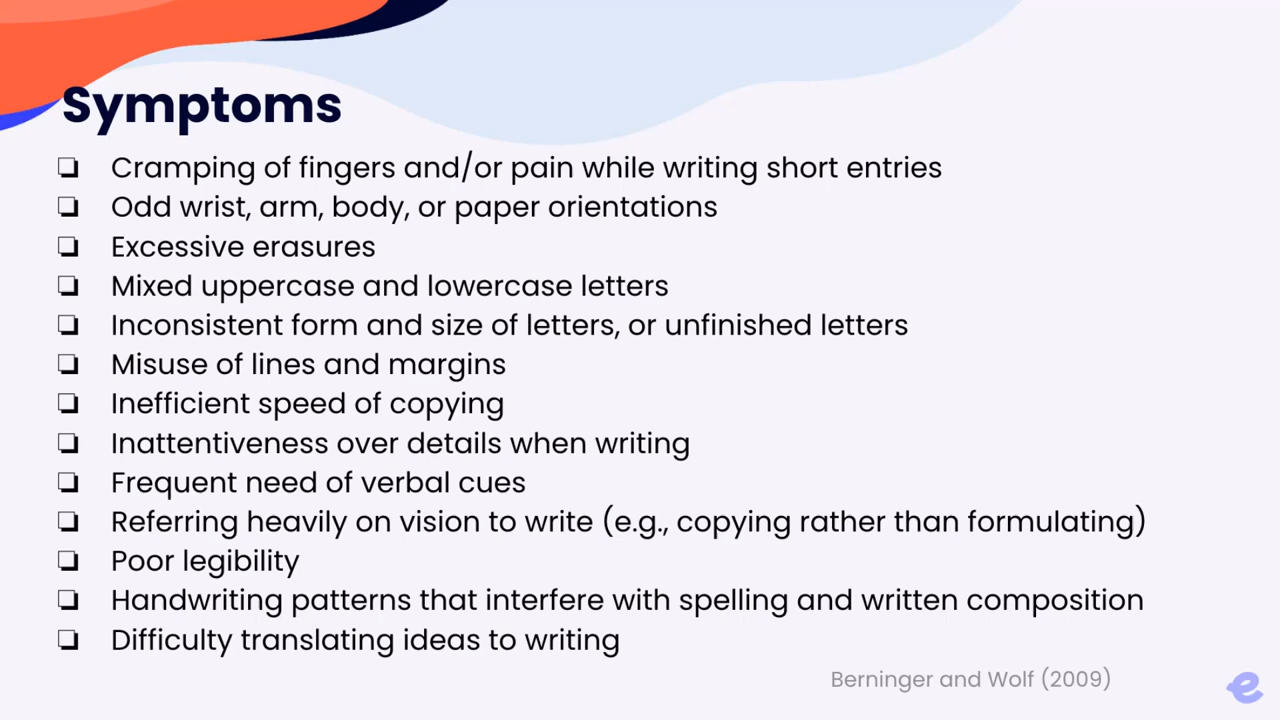 Symptoms
❏ Cramping of fingers and/or pain while writing short entries
❏ Odd wrist, arm, body, or paper orientations
❏ Excessive erasures
❏ Mixed uppercase and lowercase letters
❏ Inconsistent form and size of letters, or unfinished letters
❏ Misuse of lines and margins
❏ Inefficient speed of copying
❏ Inattentiveness over details when writing
❏ Frequent need of verbal cues
❏ Referring heavily on vision to write (e.g., copying rather than formulating)
❏ Poor legibility
❏ Handwriting patterns that interfere with spelling and written composition
❏ Difficulty translating ideas to writing
Berninger and Wolf (2009)
e